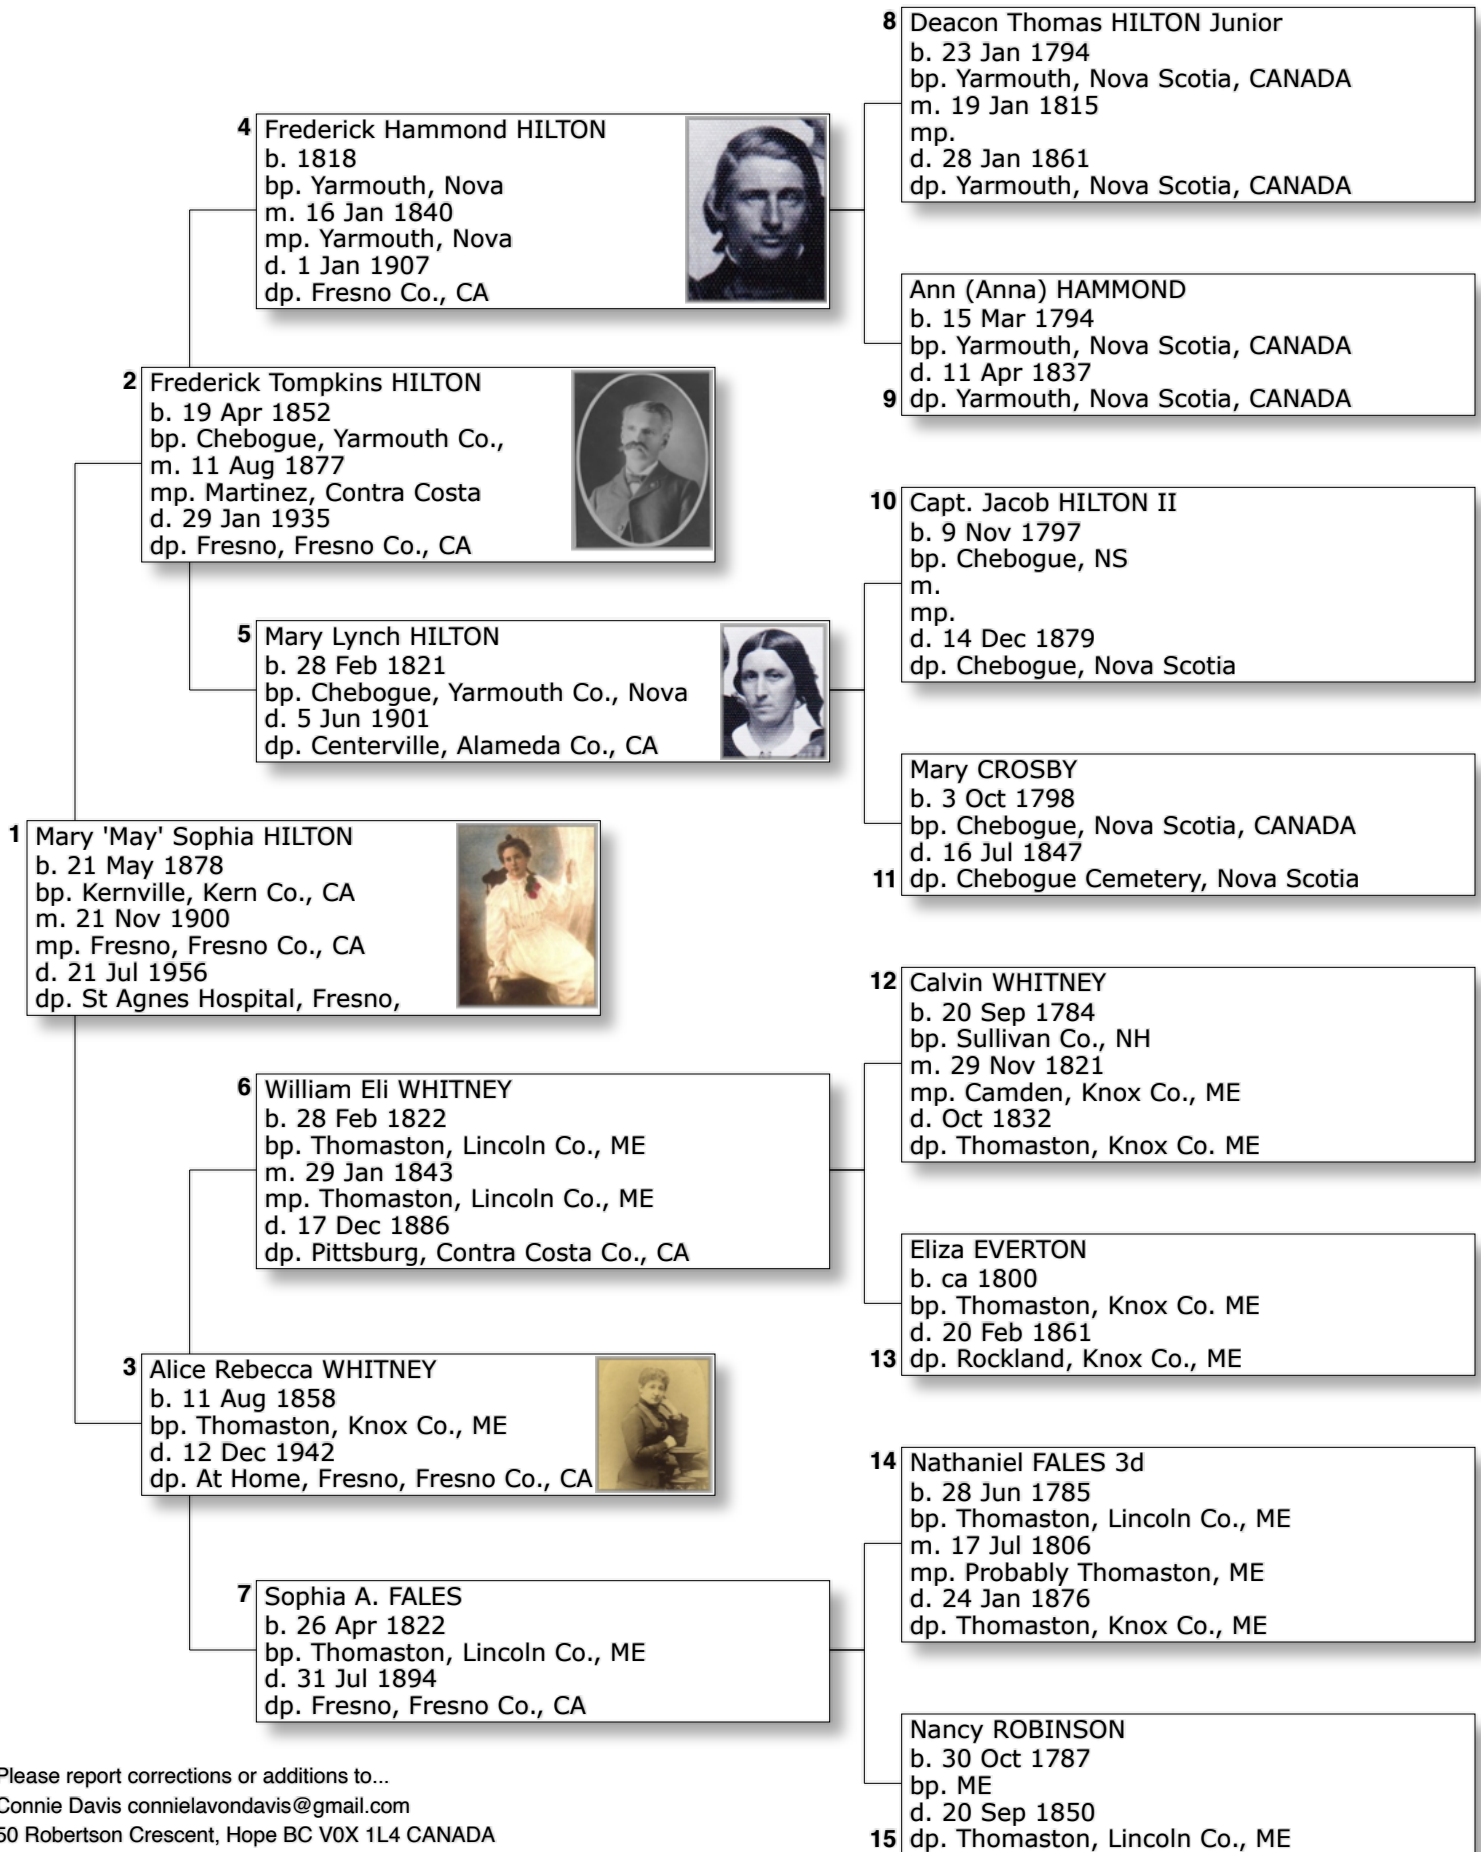 8 Deacon Thomas HILTON Junior
b. 23 Jan 1794
bp. Yarmouth, Nova Scotia, CANADA
m. 19 Jan 1815
mp.
d. 28 Jan 1861
dp. Yarmouth, Nova Scotia, CANADA
4 Frederick Hammond HILTON
b. 1818
bp. Yarmouth, Nova
m. 16 Jan 1840
mp. Yarmouth, Nova
d. 1 Jan 1907
dp. Fresno Co., CA
Ann (Anna) HAMMOND
b. 15 Mar 1794
bp. Yarmouth, Nova Scotia, CANADA
d. 11 Apr 1837
9 dp. Yarmouth, Nova Scotia, CANADA
2 Frederick Tompkins HILTON
b. 19 Apr 1852
bp. Chebogue, Yarmouth Co.,
m. 11 Aug 1877
mp. Martinez, Contra Costa
d. 29 Jan 1935
dp. Fresno, Fresno Co., CA
10 Capt. Jacob HILTON II
b. 9 Nov 1797
bp. Chebogue, NS
m.
mp.
d. 14 Dec 1879
dp. Chebogue, Nova Scotia
5 Mary Lynch HILTON
b. 28 Feb 1821
bp. Chebogue, Yarmouth Co., Nova
d. 5 Jun 1901
dp. Centerville, Alameda Co., CA
Mary CROSBY
b. 3 Oct 1798
bp. Chebogue, Nova Scotia, CANADA
d. 16 Jul 1847
11 dp. Chebogue Cemetery, Nova Scotia
1 Mary 'May' Sophia HILTON
b. 21 May 1878
bp. Kernville, Kern Co., CA
m. 21 Nov 1900
mp. Fresno, Fresno Co., CA
d. 21 Jul 1956
dp. St Agnes Hospital, Fresno,
12 Calvin WHITNEY
b. 20 Sep 1784
bp. Sullivan Co., NH
m. 29 Nov 1821
mp. Camden, Knox Co., ME
d. Oct 1832
dp. Thomaston, Knox Co. ME
6 William Eli WHITNEY
b. 28 Feb 1822
bp. Thomaston, Lincoln Co., ME
m. 29 Jan 1843
mp. Thomaston, Lincoln Co., ME
d. 17 Dec 1886
dp. Pittsburg, Contra Costa Co., CA
Eliza EVERTON
b. ca 1800
bp. Thomaston, Knox Co. ME
d. 20 Feb 1861
13 dp. Rockland, Knox Co., ME
3 Alice Rebecca WHITNEY
b. 11 Aug 1858
bp. Thomaston, Knox Co., ME
d. 12 Dec 1942
dp. At Home, Fresno, Fresno Co., CA
14 Nathaniel FALES 3d
b. 28 Jun 1785
bp. Thomaston, Lincoln Co., ME
m. 17 Jul 1806
mp. Probably Thomaston, ME
d. 24 Jan 1876
dp. Thomaston, Knox Co., ME
7 Sophia A. FALES
b. 26 Apr 1822
bp. Thomaston, Lincoln Co., ME
d. 31 Jul 1894
dp. Fresno, Fresno Co., CA
Nancy ROBINSON
b. 30 Oct 1787
bp. ME
d. 20 Sep 1850
15 dp. Thomaston, Lincoln Co., ME
Please report corrections or additions to...
Connie Davis connielavondavis@gmail.com
50 Robertson Crescent, Hope BC V0X 1L4 CANADA